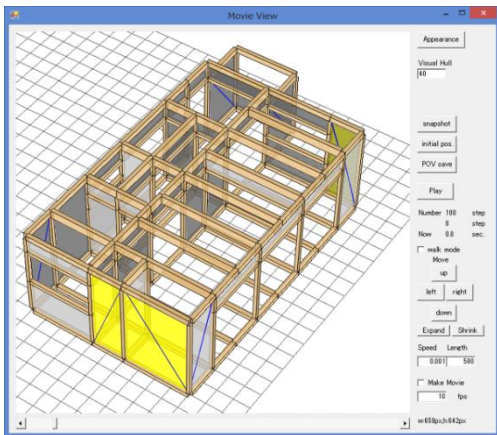 Movie View
Appearance
Visual Hull
40
snapshot
initial pos.
POV save
Play
Number 100 step
0 step
Now 0.0 sec.
walk mode
Move
up
left right
down
Expand Shrink
Speed Length
0.001 500
Make Movie
10 fps
w:658px,h:642px